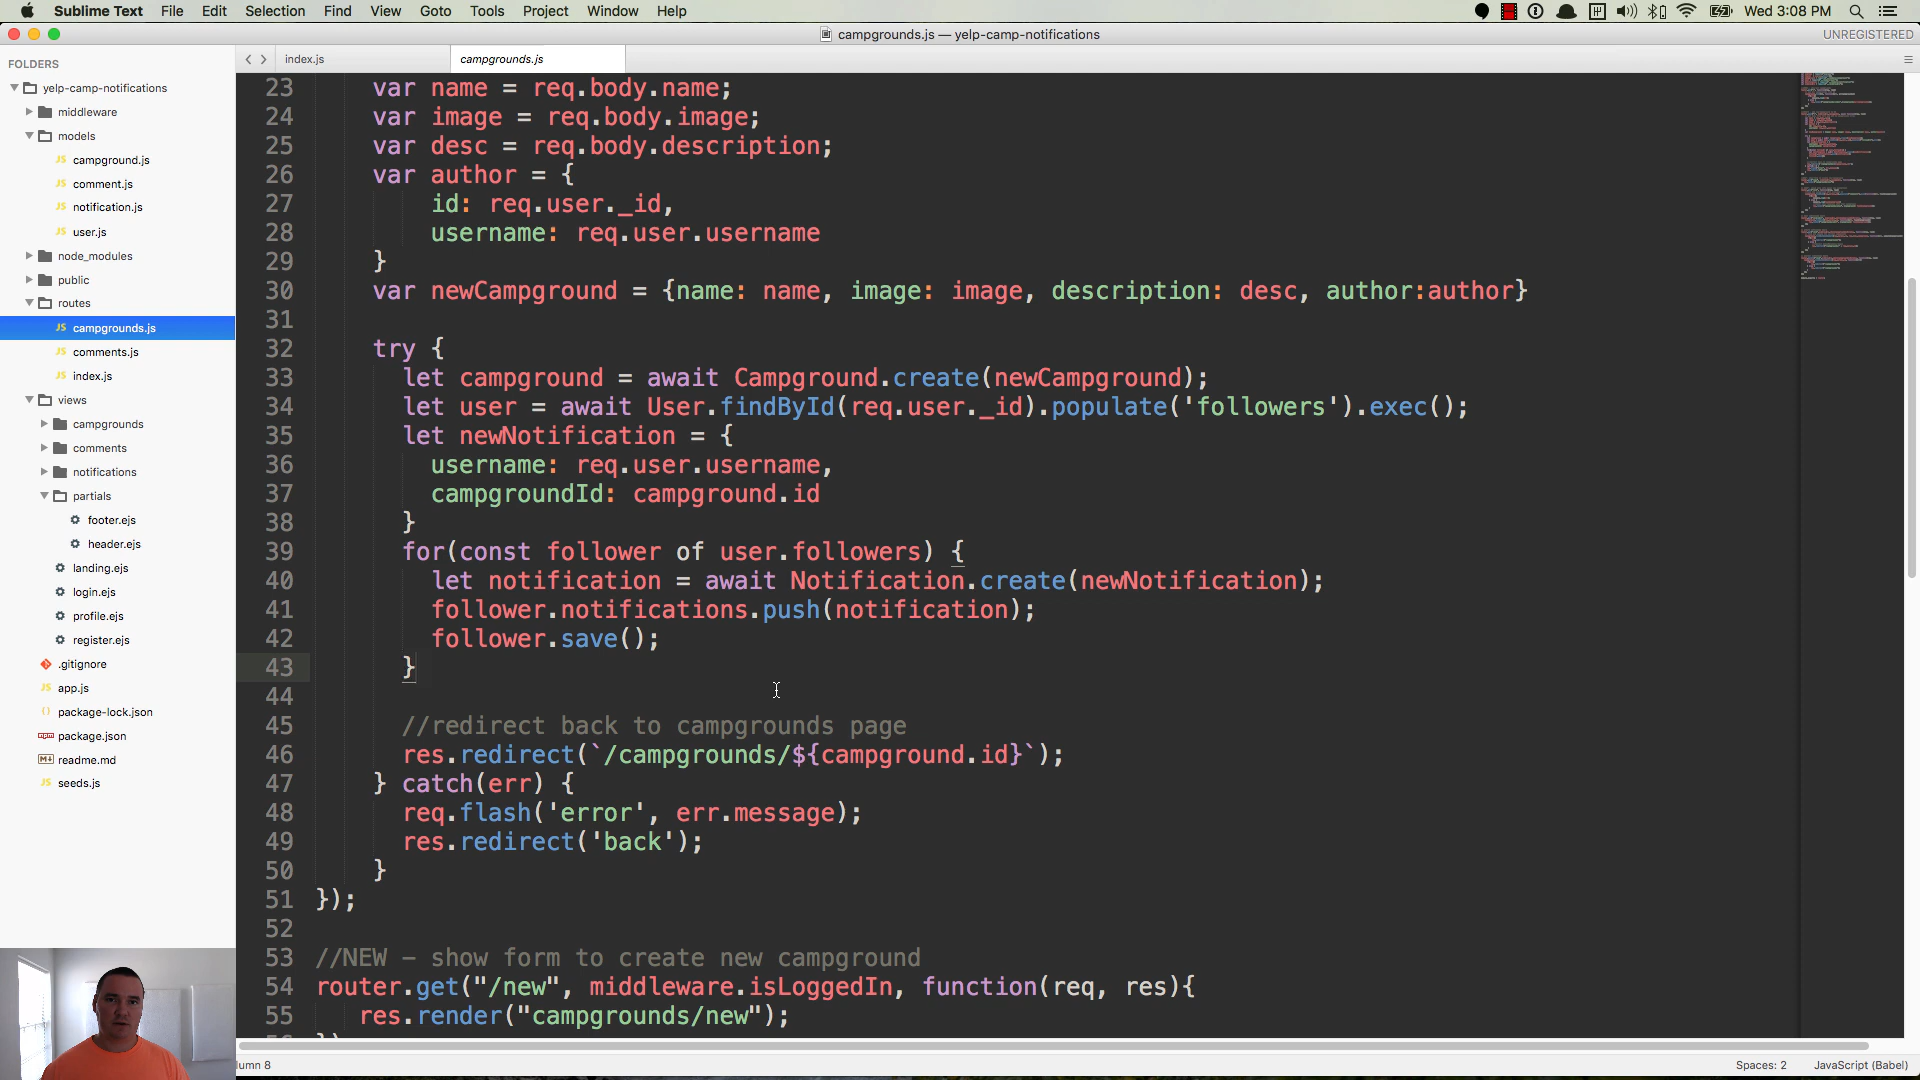 Sublime Text File Edit Selection Find View Goto Tools Project Window Help Wed 3:08 PM
campgrounds.js — yelp-camp-notifications UNREGISTERED
FOLDERS
yelp-camp-notifications
middleware
models
JS campground.js
JS comment.js
JS notification.js
JS user.js
node_modules
public
routes
JS campgrounds.js
JS comments.js
JS index.js
views
campgrounds
comments
notifications
partials
footer.ejs
header.ejs
landing.ejs
login.ejs
profile.ejs
register.ejs
.gitignore
app.js
package-lock.json
package.json
readme.md
seeds.js
index.js campgrounds.js
23 var name = req.body.name;
24 var image = req.body.image;
25 var desc = req.body.description;
26 var author = {
27 id: req.user._id,
28 username: req.user.username
29 }
30 var newCampground = {name: name, image: image, description: desc, author:author}
31
32 try {
33 let campground = await Campground.create(newCampground);
34 let user = await User.findById(req.user._id).populate('followers').exec();
35 let newNotification = {
36 username: req.user.username,
37 campgroundId: campground.id
38 }
39 for(const follower of user.followers) {
40 let notification = await Notification.create(newNotification);
41 follower.notifications.push(notification);
42 follower.save();
43 }
44
45 //redirect back to campgrounds page
46 res.redirect(`/campgrounds/${campground.id}`);
47 } catch(err) {
48 req.flash('error', err.message);
49 res.redirect('back');
50 }
51 });
52
53 //NEW - show form to create new campground
54 router.get("/new", middleware.isLoggedIn, function(req, res){
55 res.render("campgrounds/new");
umn 8 Spaces: 2 JavaScript (Babel)